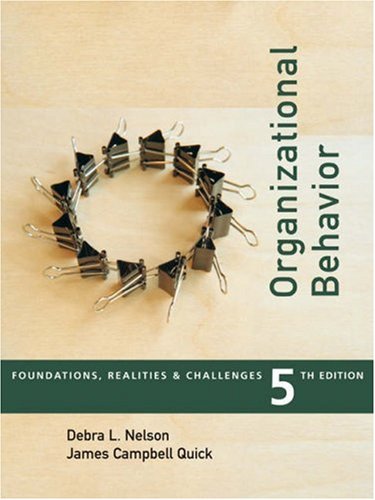 Organizational
Behavior
FOUNDATIONS, REALITIES & CHALLENGES 5TH EDITION
Debra L. Nelson
James Campbell Quick